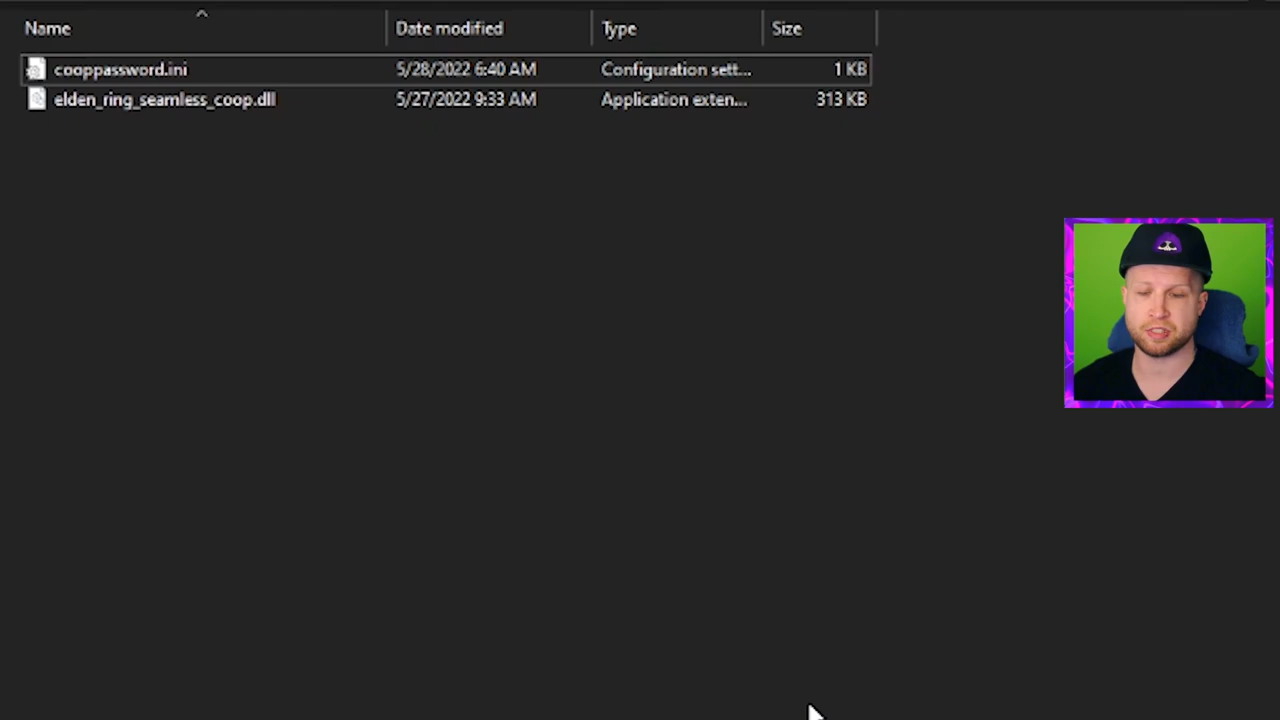 Name Date modified Type Size
cooppassword.ini 5/28/2022 6:40 AM Configuration sett... 1 KB
elden_ring_seamless_coop.dll 5/27/2022 9:33 AM Application exten... 313 KB